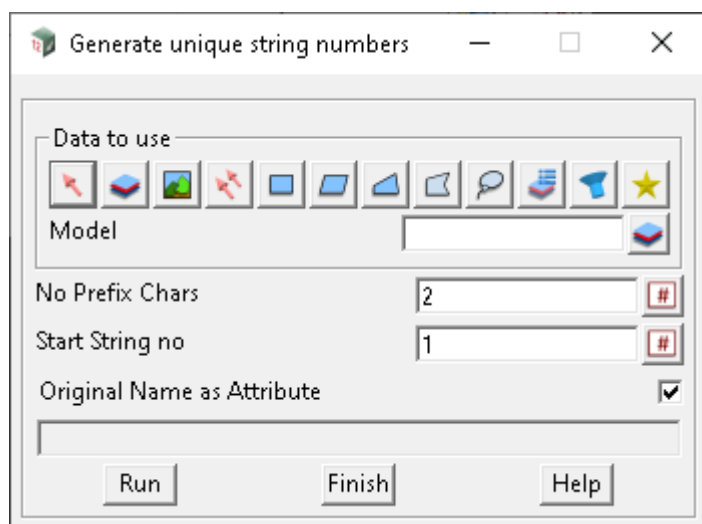 Generate unique string numbers
Data to use
Model
No Prefix Chars 2 #
Start String no 1 #
Original Name as Attribute
Run Finish Help